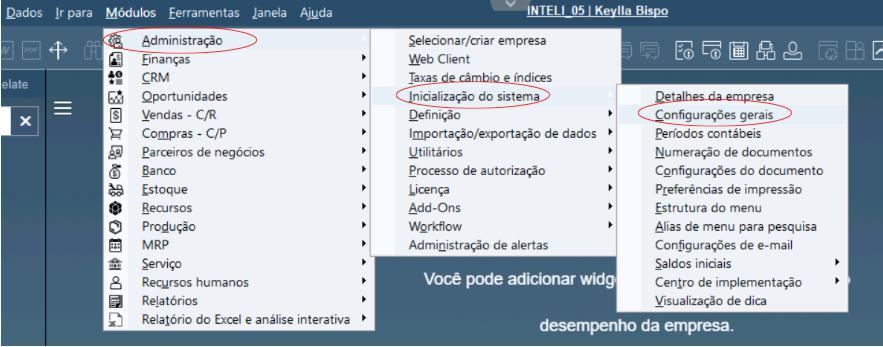 Dados Ir para Módulos Ferramentas Janela Ajuda
INTELI_05 | Keylla Bispo
PDF
elate
Administração
Finanças
CRM
Oportunidades
Vendas - C/R
Compras - C/P
Parceiros de negócios
Banco
Estoque
Recursos
Produção
MRP
Serviço
Recursos humanos
Relatórios
Relatório do Excel e análise interativa
Selecionar/criar empresa
Web Client
Taxas de câmbio e índices
Inicialização do sistema
Definição
Importação/exportação de dados
Utilitários
Processo de autorização
Licença
Add-Ons
Workflow
Administração de alertas
Detalhes da empresa
Configurações gerais
Períodos contábeis
Numeração de documentos
Configurações do documento
Preferências de impressão
Estrutura do menu
Alias de menu para pesquisa
Configurações de e-mail
Saldos iniciais
Centro de implementação
Visualização de dica
Você pode adicionar widg
desempenho da empresa.